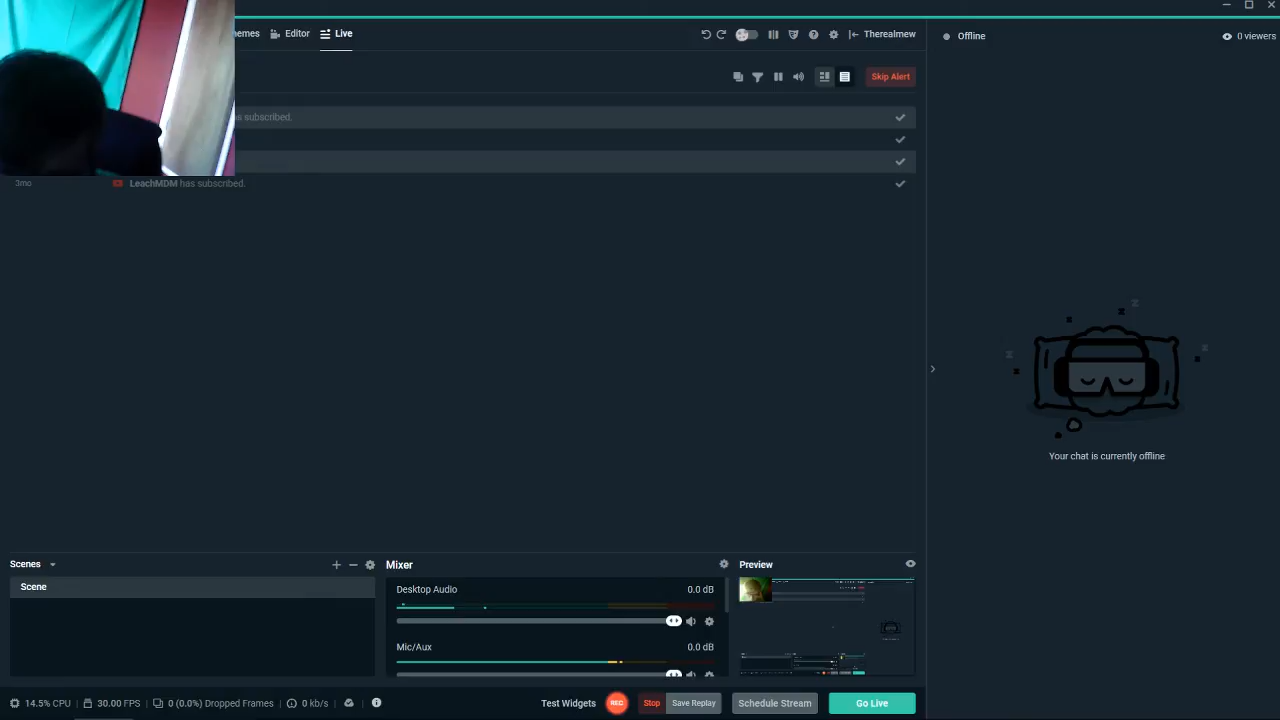 emes Editor Live Therealmew
Offline 0 viewers
Skip Alert
as subscribed.
3mo LeachMDM has subscribed.
Your chat is currently offline
Scenes
Scene
Mixer
Desktop Audio 0.0 dB
Mic/Aux 0.0 dB
Preview
14.5% CPU 30.00 FPS 0 (0.0%) Dropped Frames 0 kb/s
Test Widgets REC Stop Save Replay Schedule Stream Go Live